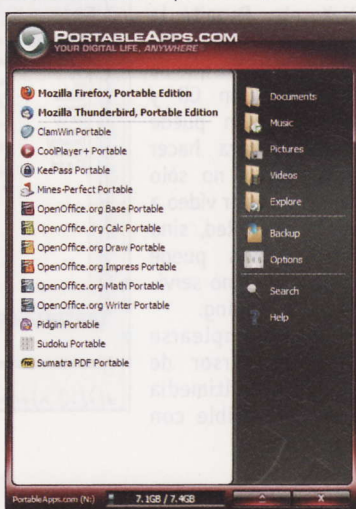 PORTABLEAPPS.COM
YOUR DIGITAL LIFE, ANYWHERE®
Mozilla Firefox, Portable Edition
Mozilla Thunderbird, Portable Edition
ClamWin Portable
CoolPlayer+ Portable
KeePass Portable
Mines-Perfect Portable
OpenOffice.org Base Portable
OpenOffice.org Calc Portable
OpenOffice.org Draw Portable
OpenOffice.org Impress Portable
OpenOffice.org Math Portable
OpenOffice.org Writer Portable
Pidgin Portable
Sudoku Portable
Sumatra PDF Portable
Documents
Music
Pictures
Videos
Explore
Backup
Options
Search
Help
PortableApps.com (N:)
7.1GB / 7.4GB
X